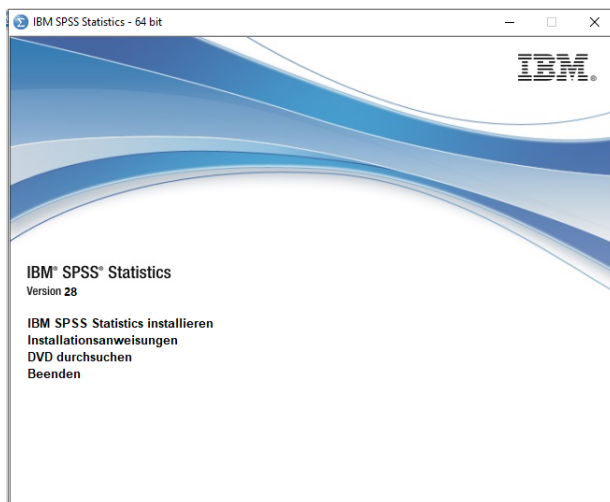 IBM SPSS Statistics - 64 bit
IBM®
IBM® SPSS® Statistics
Version 28
IBM SPSS Statistics installieren
Installationsanweisungen
DVD durchsuchen
Beenden